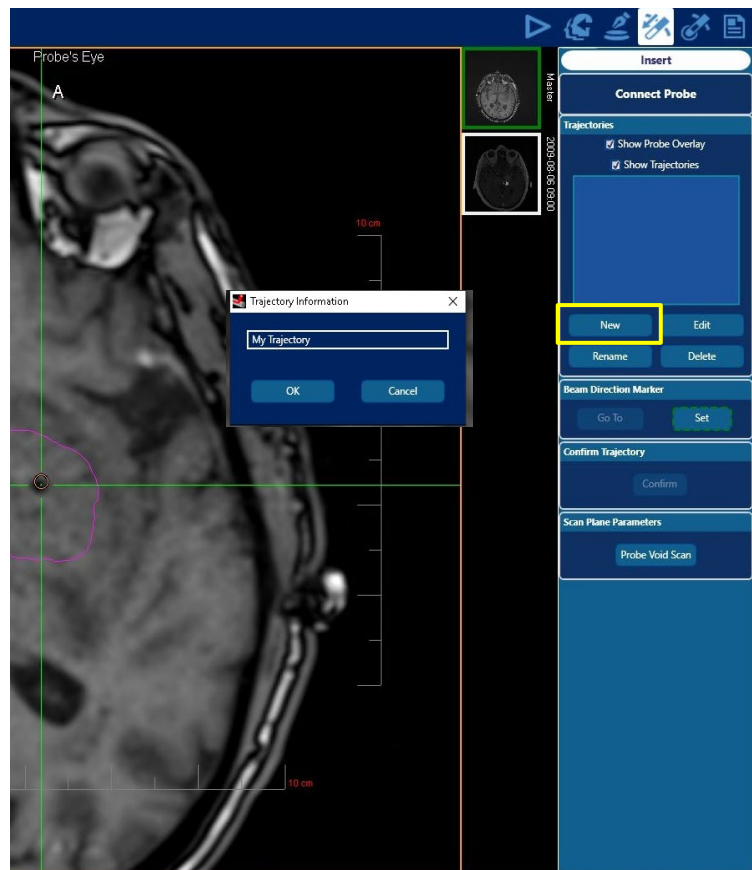 Probe's Eye
A
10 cm
10 cm
Master
2009-08-06 09:00
Trajectory Information
My Trajectory
OK
Cancel
Insert
Connect Probe
Trajectories
Show Probe Overlay
Show Trajectories
New
Edit
Rename
Delete
Beam Direction Marker
Go To
Set
Confirm Trajectory
Confirm
Scan Plane Parameters
Probe Void Scan